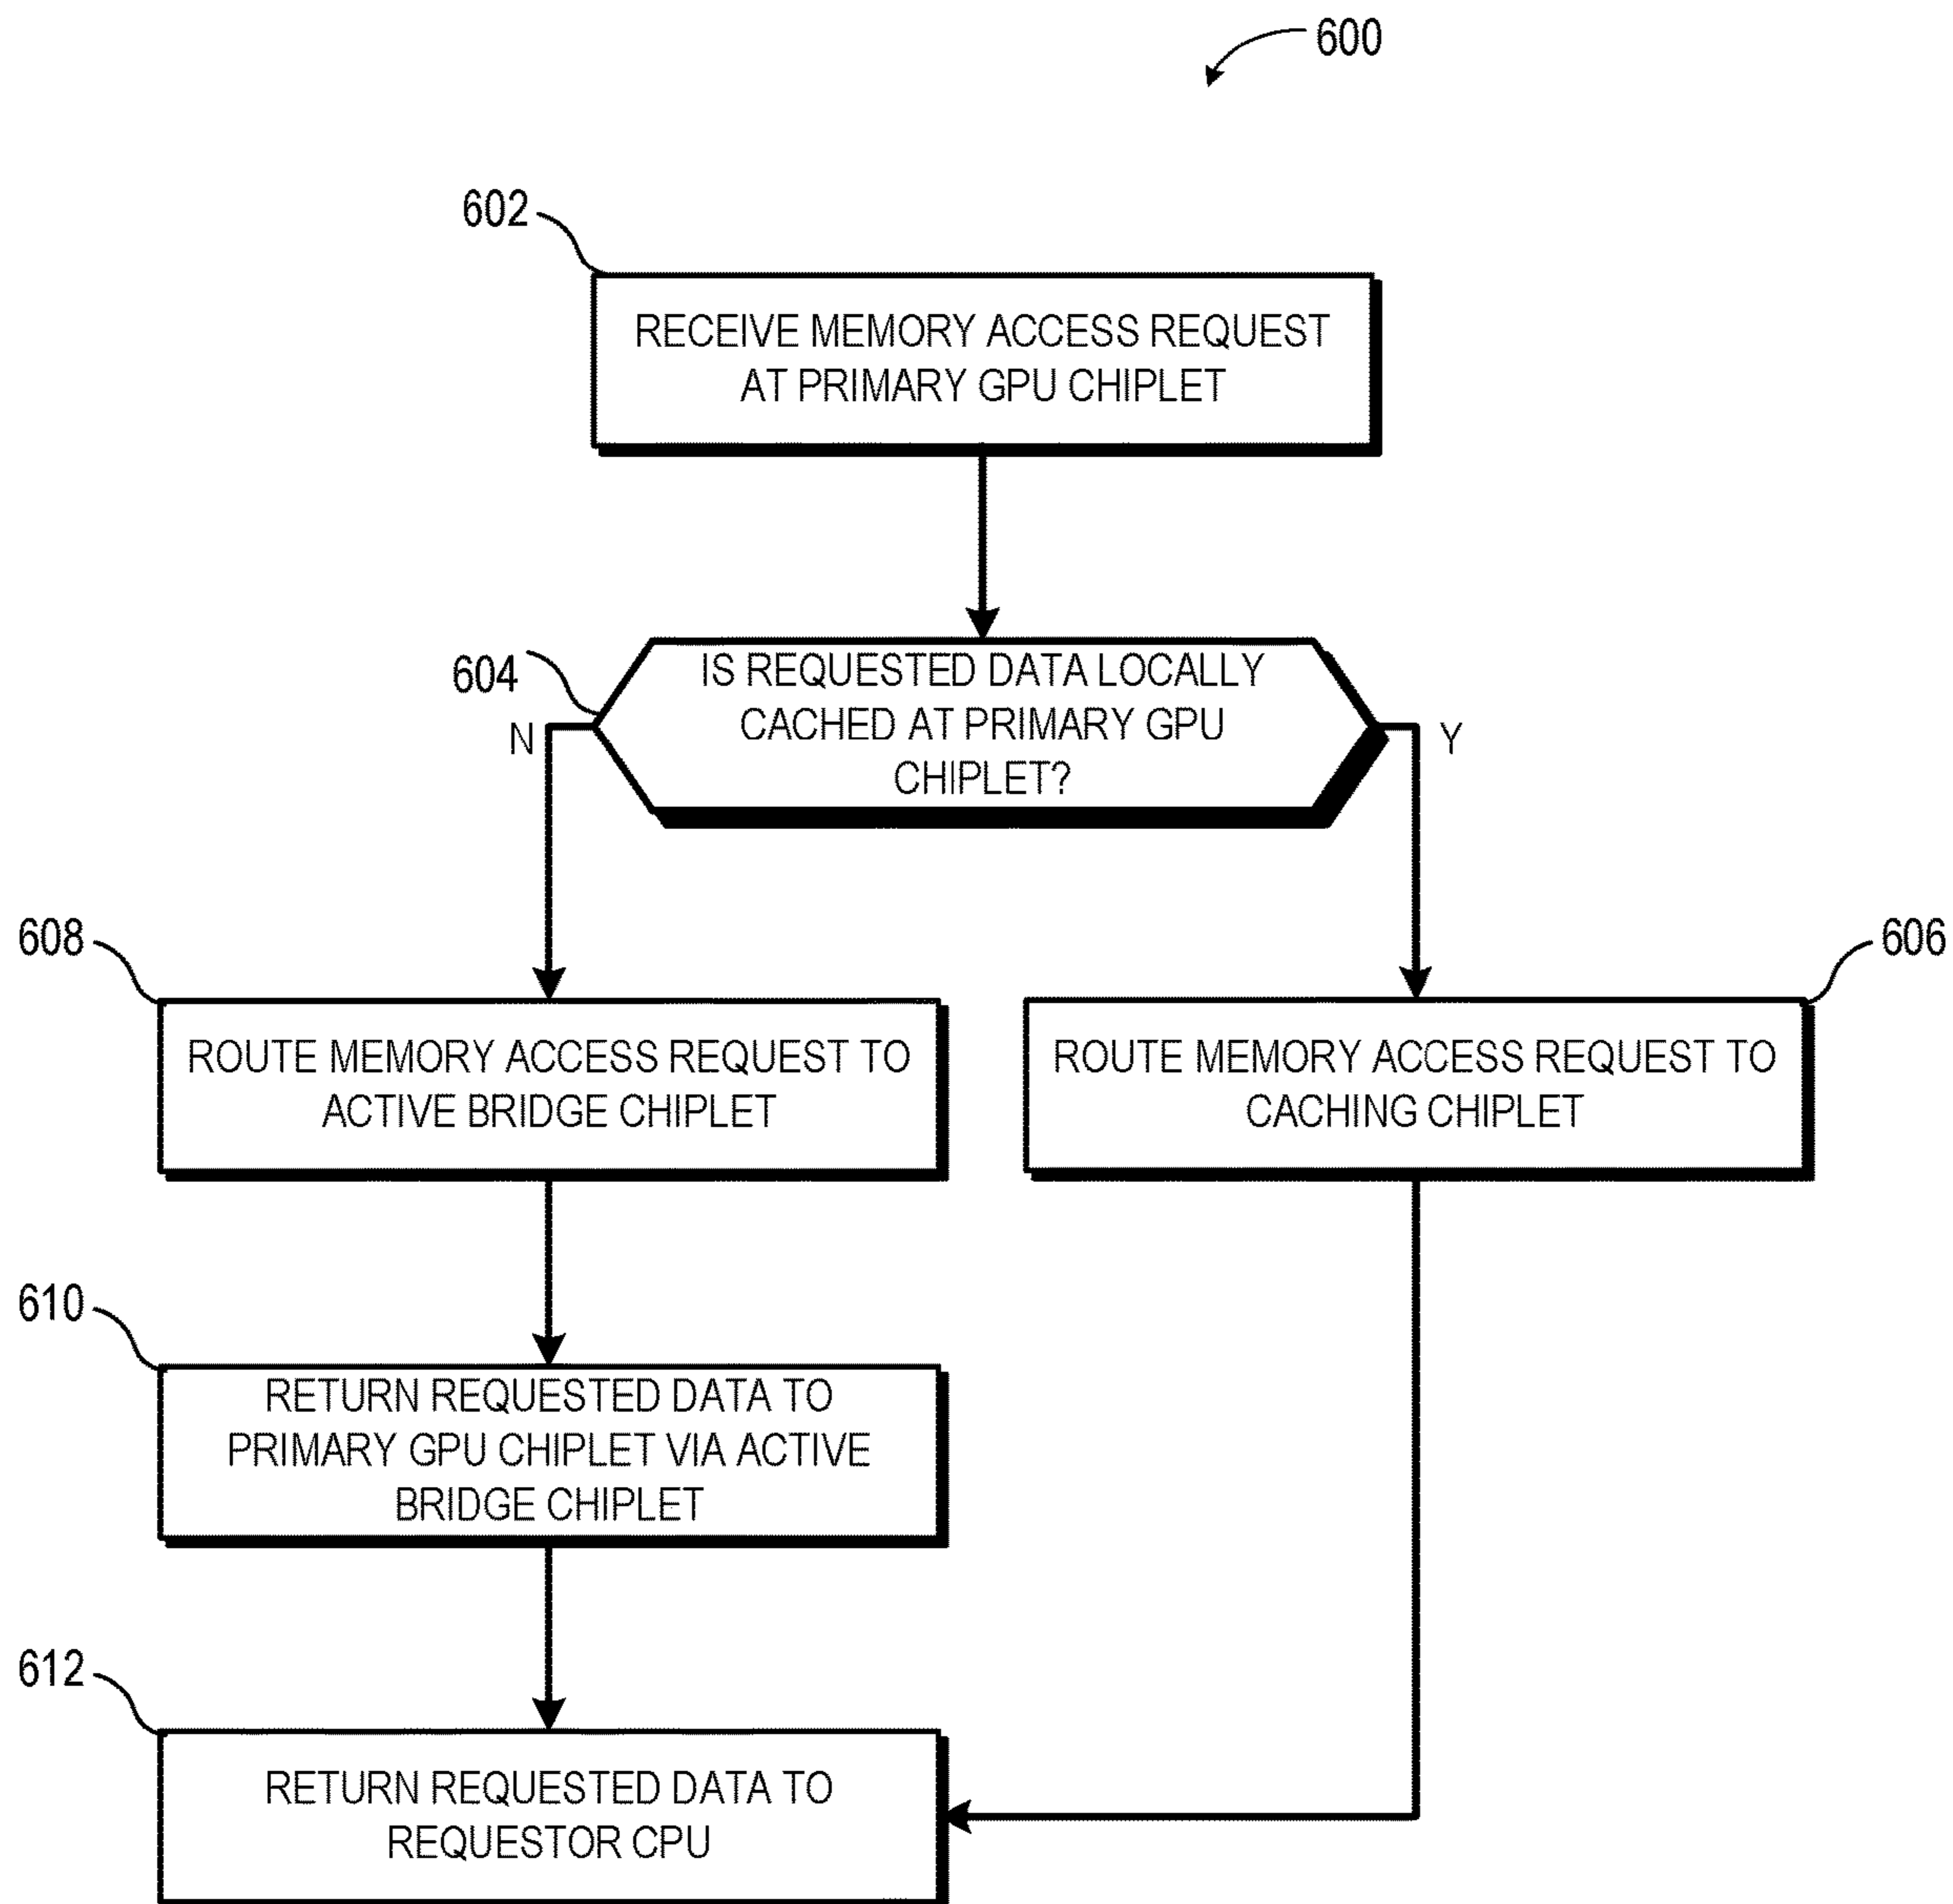 600
602
RECEIVE MEMORY ACCESS REQUEST
AT PRIMARY GPU CHIPLET
604
IS REQUESTED DATA LOCALLY
CACHED AT PRIMARY GPU
CHIPLET?
N
Y
608
ROUTE MEMORY ACCESS REQUEST TO
ACTIVE BRIDGE CHIPLET
606
ROUTE MEMORY ACCESS REQUEST TO
CACHING CHIPLET
610
RETURN REQUESTED DATA TO
PRIMARY GPU CHIPLET VIA ACTIVE
BRIDGE CHIPLET
612
RETURN REQUESTED DATA TO
REQUESTOR CPU